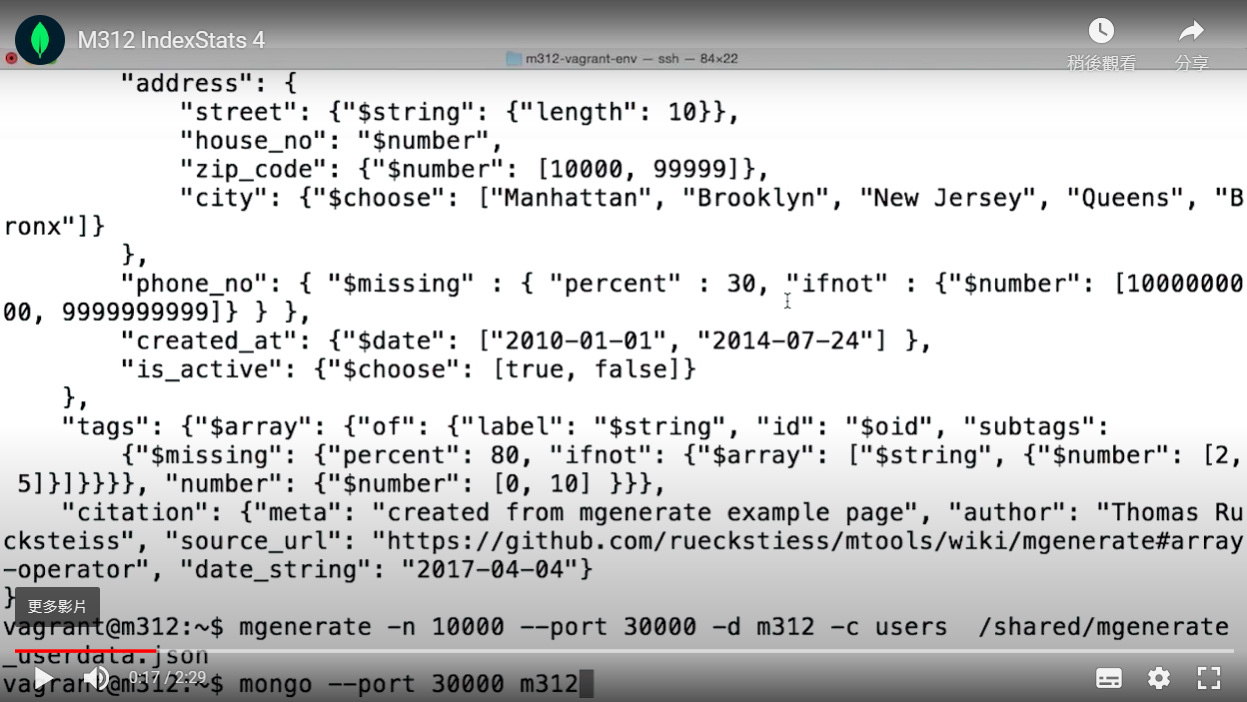 M312 IndexStats 4
m312-vagrant-env — ssh — 84×22
稍後觀看
分享
"address": {
"street": {"$string": {"length": 10}},
"house_no": "$number",
"zip_code": {"$number": [10000, 99999]},
"city": {"$choose": ["Manhattan", "Brooklyn", "New Jersey", "Queens", "B
ronx"]}
},
"phone_no": { "$missing" : { "percent" : 30, "ifnot" : {"$number": [10000000
00, 9999999999]} } },
"created_at": {"$date": ["2010-01-01", "2014-07-24"] },
"is_active": {"$choose": [true, false]}
},
"tags": {"$array": {"of": {"label": "$string", "id": "$oid", "subtags":
{"$missing": {"percent": 80, "ifnot": {"$array": ["$string", {"$number": [2,
5]}]}}}}, "number": {"$number": [0, 10] }}},
"citation": {"meta": "created from mgenerate example page", "author": "Thomas Ru
cksteiss", "source_url": "https://github.com/rueckstiess/mtools/wiki/mgenerate#array
-operator", "date_string": "2017-04-04"}
}
更多影片
vagrant@m312:~$ mgenerate -n 10000 --port 30000 -d m312 -c users  /shared/mgenerate
_userdata.json
vagrant@m312:~$ mongo --port 30000 m312
0:17 / 2:29